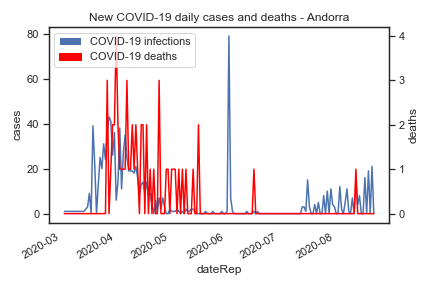 New COVID-19 daily cases and deaths - Andorra
COVID-19 infections
COVID-19 deaths
80
60
40
20
0
cases
4
3
2
1
0
deaths
2020-03
2020-04
2020-05
2020-06
2020-07
2020-08
dateRep